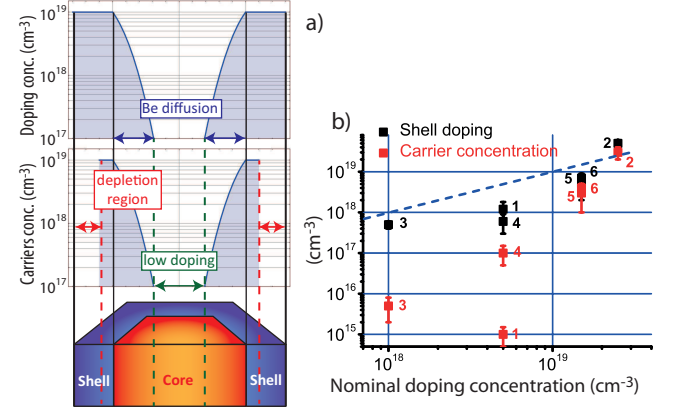 a)
Doping conc. (cm⁻³)
10¹⁹
10¹⁸
10¹⁷
Be diffusion
Carriers conc. (cm⁻³)
10¹⁹
10¹⁸
10¹⁷
depletion
region
low doping
Shell
Core
Shell
b)
Shell doping
Carrier concentration
(cm⁻³)
10¹⁹
10¹⁸
10¹⁷
10¹⁶
10¹⁵
2
2
5
6
5
6
1
4
3
4
3
1
10¹⁸
10¹⁹
Nominal doping concentration (cm⁻³)